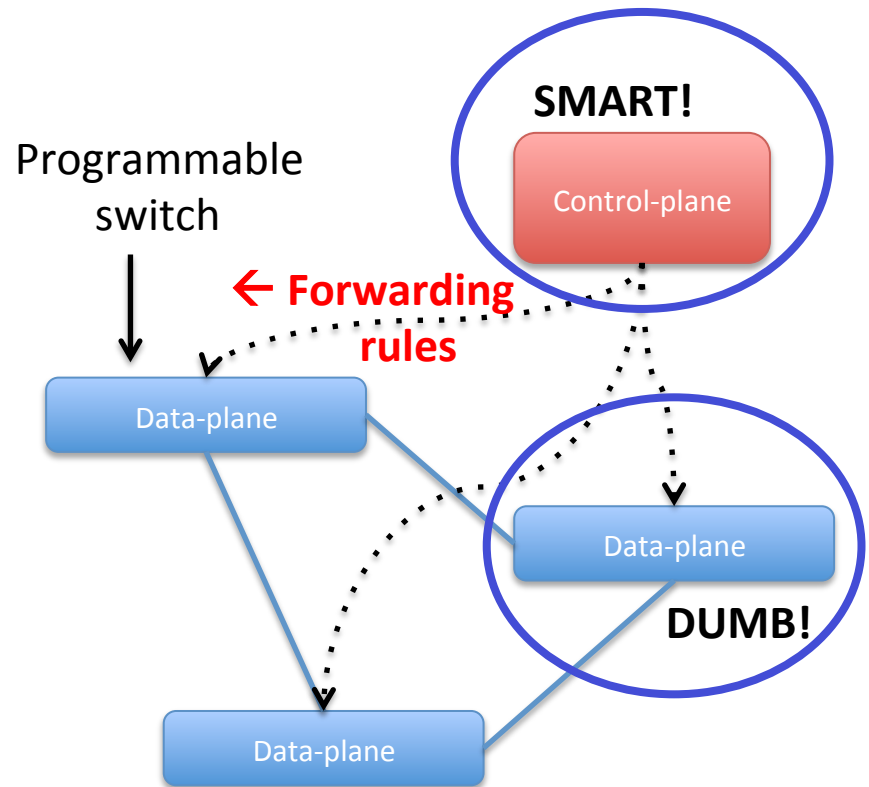 SMART!
Control-plane
Programmable
switch
← Forwarding
rules
Data-plane
Data-plane
DUMB!
Data-plane